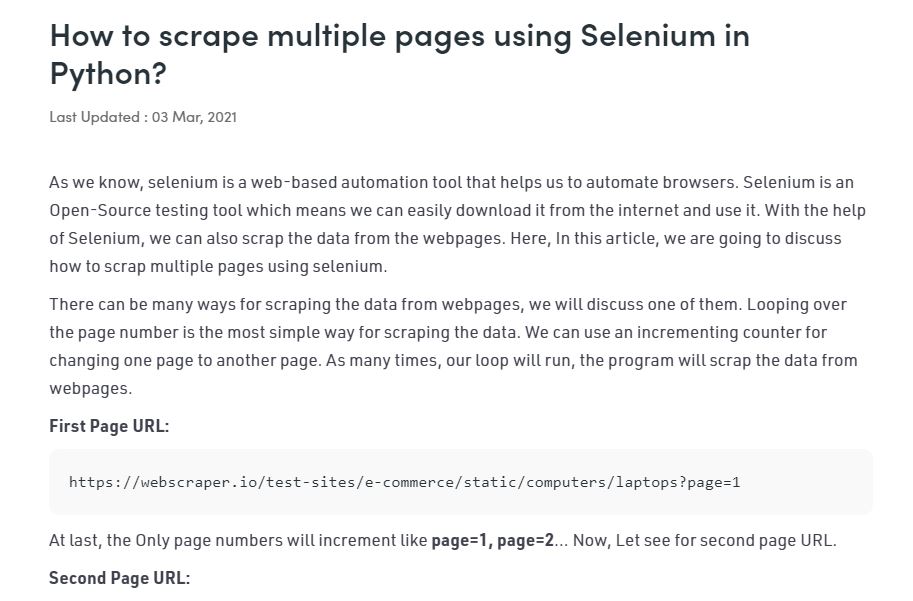 How to scrape multiple pages using Selenium in
Python?
Last Updated : 03 Mar, 2021
As we know, selenium is a web-based automation tool that helps us to automate browsers. Selenium is an
Open-Source testing tool which means we can easily download it from the internet and use it. With the help
of Selenium, we can also scrap the data from the webpages. Here, In this article, we are going to discuss
how to scrap multiple pages using selenium.
There can be many ways for scraping the data from webpages, we will discuss one of them. Looping over
the page number is the most simple way for scraping the data. We can use an incrementing counter for
changing one page to another page. As many times, our loop will run, the program will scrap the data from
webpages.
First Page URL:
https://webscraper.io/test-sites/e-commerce/static/computers/laptops?page=1
At last, the Only page numbers will increment like page=1, page=2... Now, Let see for second page URL.
Second Page URL: